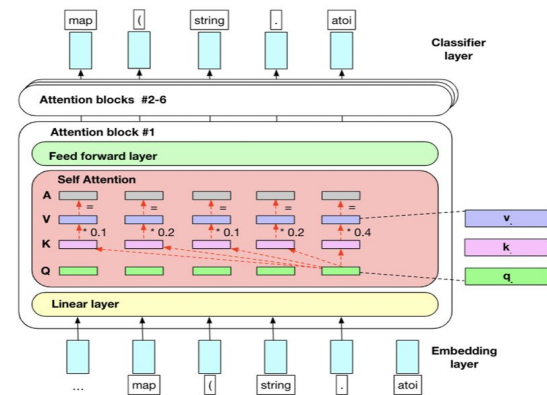 map ( string . atoi
Classifier
layer
Attention blocks #2-6
Attention block #1
Feed forward layer
Self Attention
A
= = = = =
V
* 0.1 * 0.2 * 0.1 * 0.2 * 0.4
K
Q
v.
k.
q.
Linear layer
Embedding
layer
... map ( string . atoi